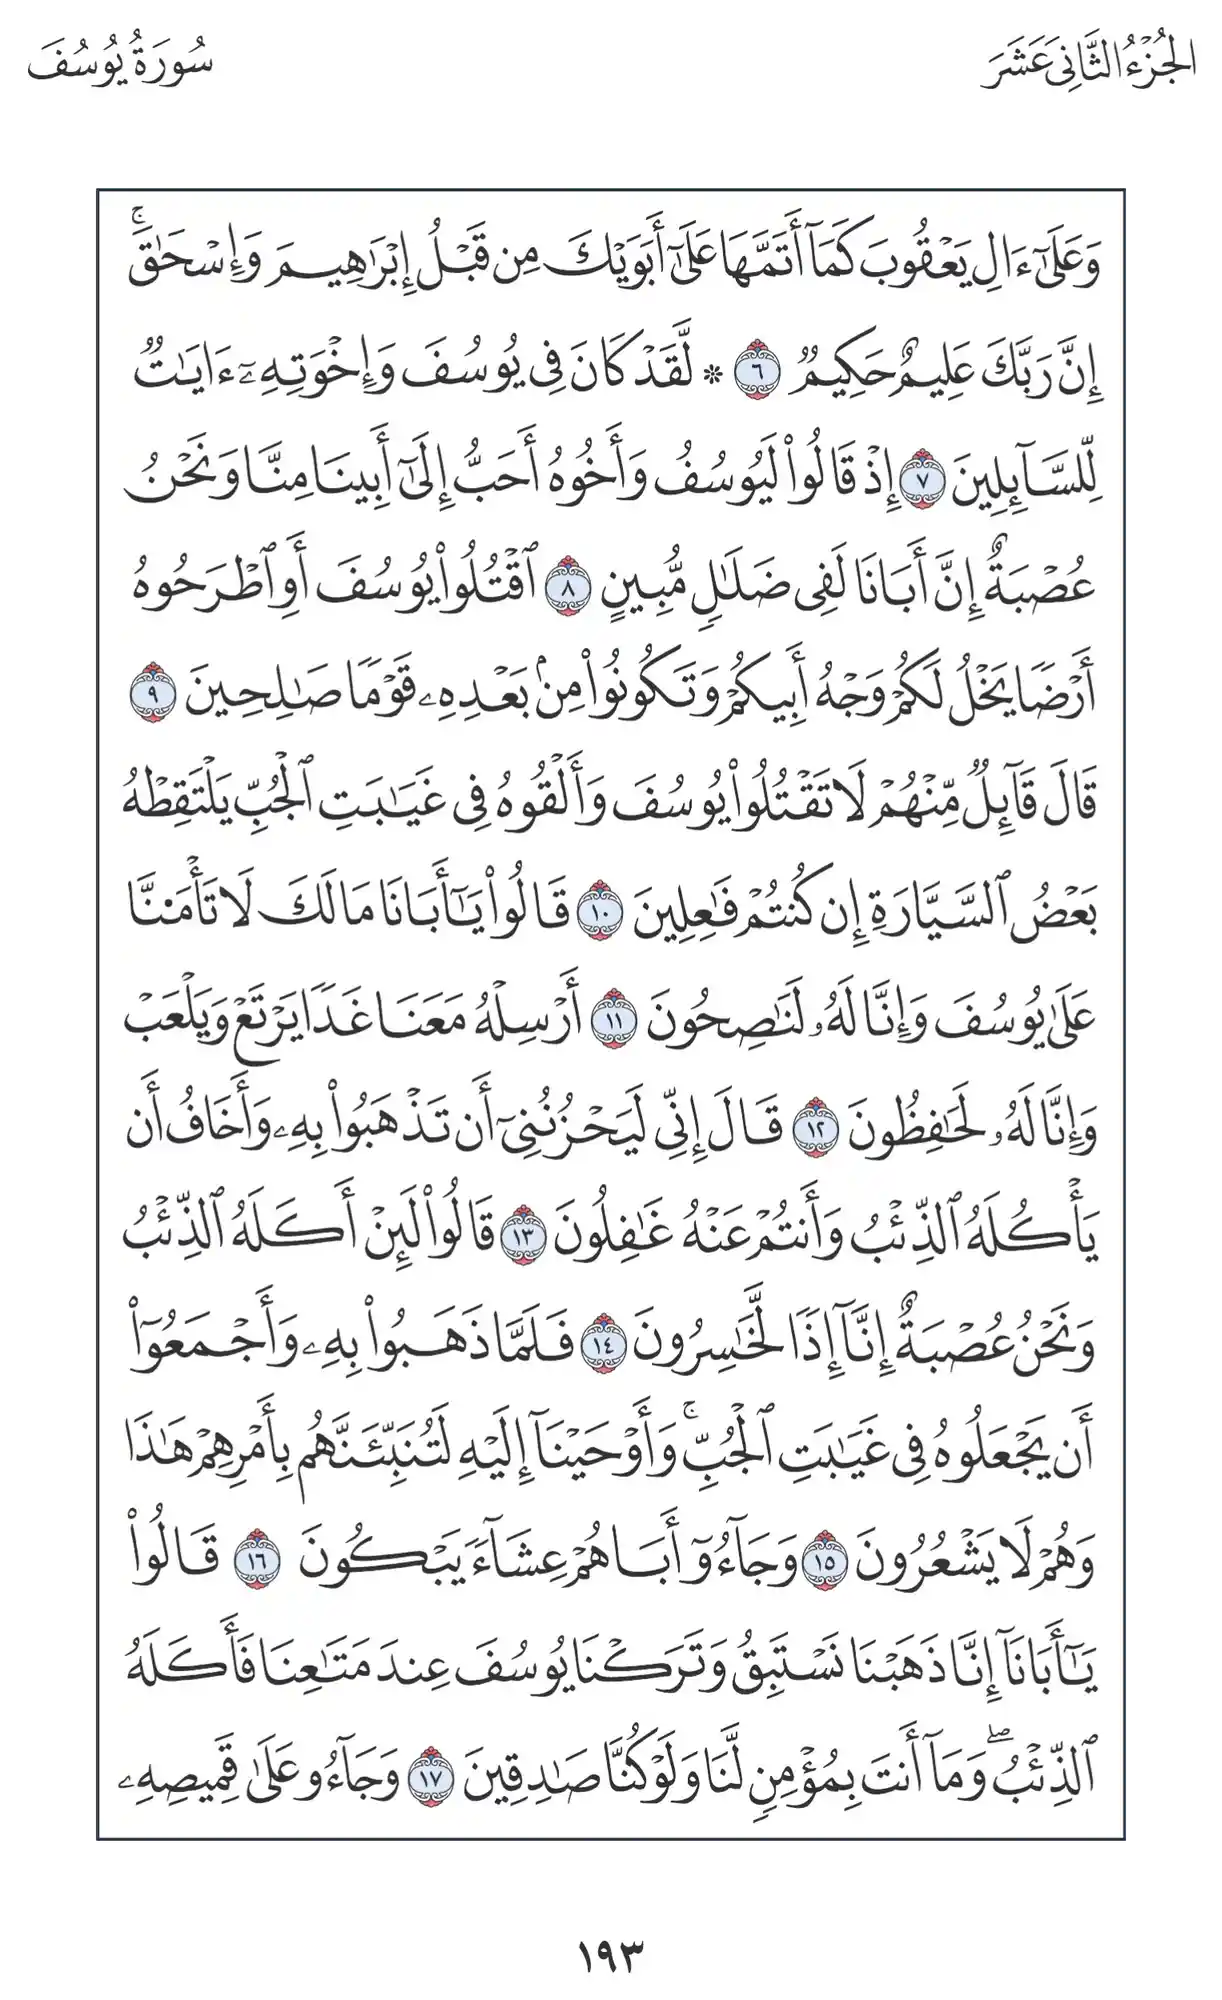 الجُزْءُ الثَّانِىَ عَشَرَ
سُورَةُ يُوسُفَ
وَعَلَىٰٓ ءَالِ يَعْقُوبَ كَمَآ أَتَمَّهَا عَلَىٰٓ أَبَوَيْكَ مِن قَبْلُ إِبْرَٰهِيمَ وَإِسْحَٰقَۚ
إِنَّ رَبَّكَ عَلِيمٌ حَكِيمٌ ٦ ۞ لَّقَدْ كَانَ فِى يُوسُفَ وَإِخْوَتِهِۦٓ ءَايَٰتٌ
لِّلسَّآئِلِينَ ٧ إِذْ قَالُوا۟ لَيُوسُفُ وَأَخُوهُ أَحَبُّ إِلَىٰٓ أَبِينَا مِنَّا وَنَحْنُ
عُصْبَةٌ إِنَّ أَبَانَا لَفِى ضَلَٰلٍ مُّبِينٍ ٨ ٱقْتُلُوا۟ يُوسُفَ أَوِ ٱطْرَحُوهُ
أَرْضًا يَخْلُ لَكُمْ وَجْهُ أَبِيكُمْ وَتَكُونُوا۟ مِنۢ بَعْدِهِۦ قَوْمًا صَٰلِحِينَ ٩
قَالَ قَآئِلٌ مِّنْهُمْ لَا تَقْتُلُوا۟ يُوسُفَ وَأَلْقُوهُ فِى غَيَٰبَتِ ٱلْجُبِّ يَلْتَقِطْهُ
بَعْضُ ٱلسَّيَّارَةِ إِن كُنتُمْ فَٰعِلِينَ ١٠ قَالُوا۟ يَٰٓأَبَانَا مَا لَكَ لَا تَأْمَ۫نَّا
عَلَىٰ يُوسُفَ وَإِنَّا لَهُۥ لَنَٰصِحُونَ ١١ أَرْسِلْهُ مَعَنَا غَدًا يَرْتَعْ وَيَلْعَبْ
وَإِنَّا لَهُۥ لَحَٰفِظُونَ ١٢ قَالَ إِنِّى لَيَحْزُنُنِىٓ أَن تَذْهَبُوا۟ بِهِۦ وَأَخَافُ أَن
يَأْكُلَهُ ٱلذِّئْبُ وَأَنتُمْ عَنْهُ غَٰفِلُونَ ١٣ قَالُوا۟ لَئِنْ أَكَلَهُ ٱلذِّئْبُ
وَنَحْنُ عُصْبَةٌ إِنَّآ إِذًا لَّخَٰسِرُونَ ١٤ فَلَمَّا ذَهَبُوا۟ بِهِۦ وَأَجْمَعُوٓا۟
أَن يَجْعَلُوهُ فِى غَيَٰبَتِ ٱلْجُبِّۚ وَأَوْحَيْنَآ إِلَيْهِ لَتُنَبِّئَنَّهُم بِأَمْرِهِمْ هَٰذَا
وَهُمْ لَا يَشْعُرُونَ ١٥ وَجَآءُوٓ أَبَاهُمْ عِشَآءً يَبْكُونَ ١٦ قَالُوا۟
يَٰٓأَبَانَآ إِنَّا ذَهَبْنَا نَسْتَبِقُ وَتَرَكْنَا يُوسُفَ عِندَ مَتَٰعِنَا فَأَكَلَهُ
ٱلذِّئْبُۖ وَمَآ أَنتَ بِمُؤْمِنٍ لَّنَا وَلَوْ كُنَّا صَٰدِقِينَ ١٧ وَجَآءُو عَلَىٰ قَمِيصِهِۦ
١٩٣